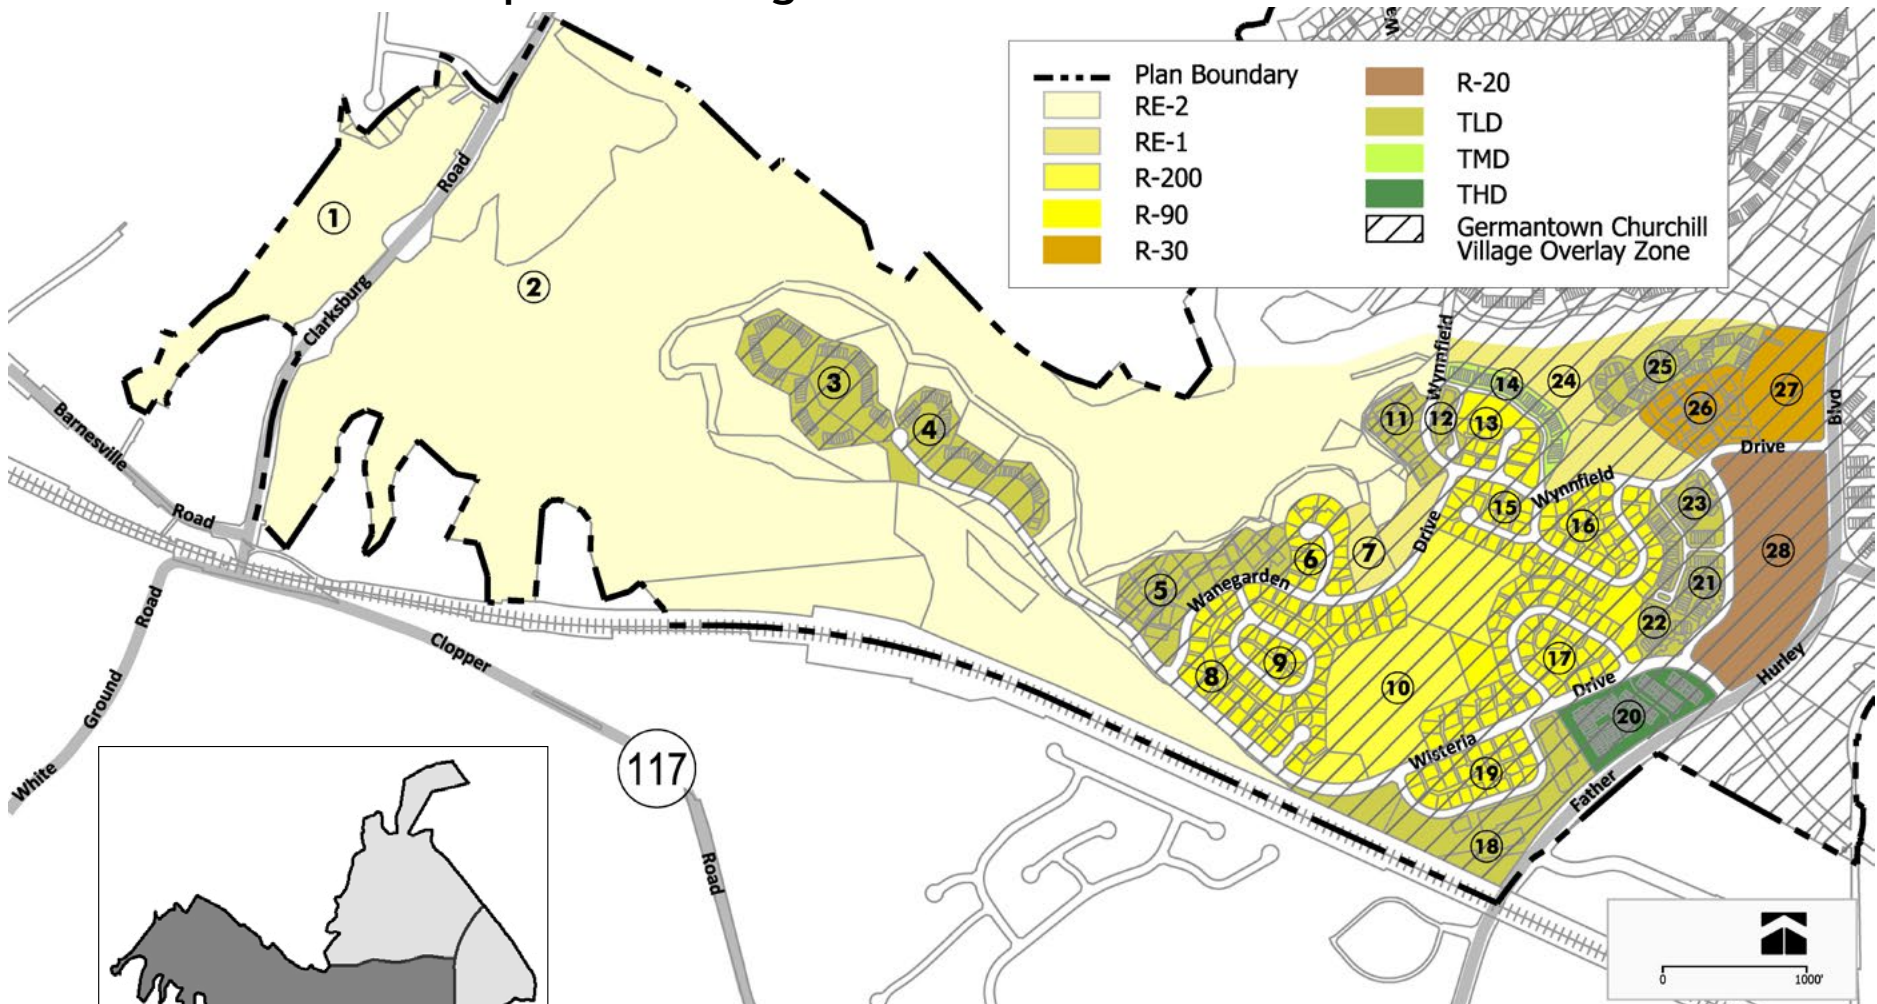 Plan Boundary
RE-2
RE-1
R-200
R-90
R-30
R-20
TLD
TMD
THD
Germantown Churchill
Village Overlay Zone
1
2
3
4
5
6
7
8
9
10
11
12
13
14
15
16
17
18
19
20
21
22
23
24
25
26
27
28
Road
Clarksburg
Barnesville
Road
Road
Ground
White
Clopper
117
Road
Wanegarden
Wynnfield
Drive
Wynnfield
Drive
Blvd
Drive
Wisteria
Hurley
Father
0
1000'